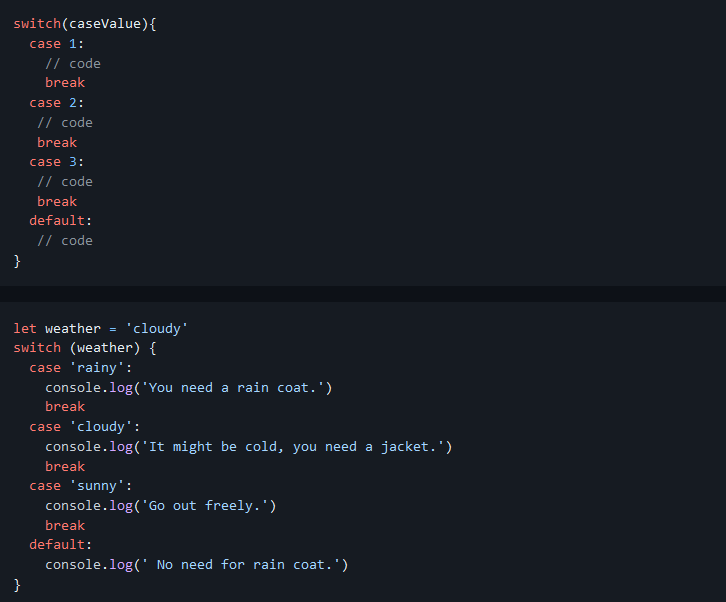 switch(caseValue){
  case 1:
    // code
    break
  case 2:
   // code
   break
  case 3:
   // code
   break
  default:
   // code
}
let weather = 'cloudy'
switch (weather) {
  case 'rainy':
    console.log('You need a rain coat.')
    break
  case 'cloudy':
    console.log('It might be cold, you need a jacket.')
    break
  case 'sunny':
    console.log('Go out freely.')
    break
  default:
    console.log(' No need for rain coat.')
}